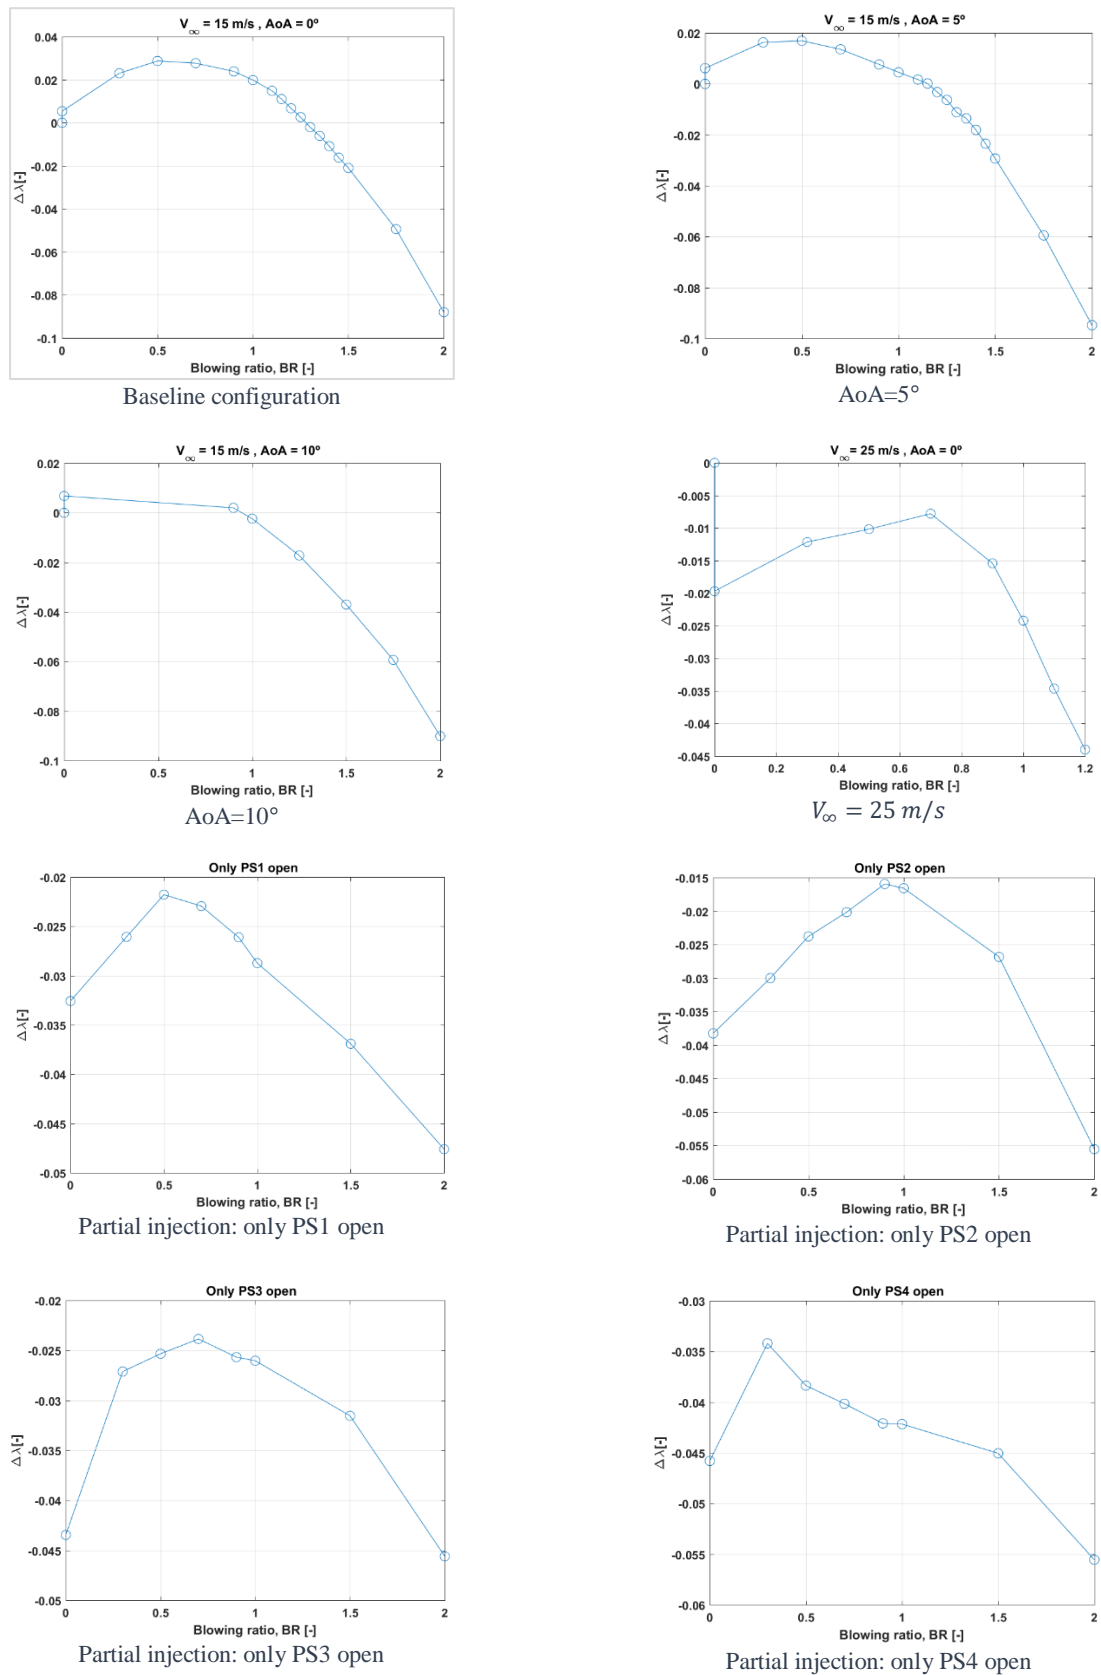 V∞ = 15 m/s , AoA = 0º
0.04
0.02
0
-0.02
-0.04
-0.06
-0.08
-0.1
Δλ[-]
0 0.5 1 1.5 2
Blowing ratio, BR [-]
Baseline configuration
V∞ = 15 m/s , AoA = 5º
0.02
0
-0.02
-0.04
-0.06
-0.08
-0.1
Δλ[-]
0 0.5 1 1.5 2
Blowing ratio, BR [-]
AoA=5°
V∞ = 15 m/s , AoA = 10º
0.02
0
-0.02
-0.04
-0.06
-0.08
-0.1
Δλ[-]
0 0.5 1 1.5 2
Blowing ratio, BR [-]
AoA=10°
V∞ = 25 m/s , AoA = 0º
0
-0.005
-0.01
-0.015
-0.02
-0.025
-0.03
-0.035
-0.04
-0.045
Δλ[-]
0 0.2 0.4 0.6 0.8 1 1.2
Blowing ratio, BR [-]
V∞ = 25 m/s
Only PS1 open
-0.02
-0.025
-0.03
-0.035
-0.04
-0.045
-0.05
Δλ[-]
0 0.5 1 1.5 2
Blowing ratio, BR [-]
Partial injection: only PS1 open
Only PS2 open
-0.015
-0.02
-0.025
-0.03
-0.035
-0.04
-0.045
-0.05
-0.055
-0.06
Δλ[-]
0 0.5 1 1.5 2
Blowing ratio, BR [-]
Partial injection: only PS2 open
Only PS3 open
-0.02
-0.025
-0.03
-0.035
-0.04
-0.045
-0.05
Δλ[-]
0 0.5 1 1.5 2
Blowing ratio, BR [-]
Partial injection: only PS3 open
Only PS4 open
-0.03
-0.035
-0.04
-0.045
-0.05
-0.055
-0.06
Δλ[-]
0 0.5 1 1.5 2
Blowing ratio, BR [-]
Partial injection: only PS4 open